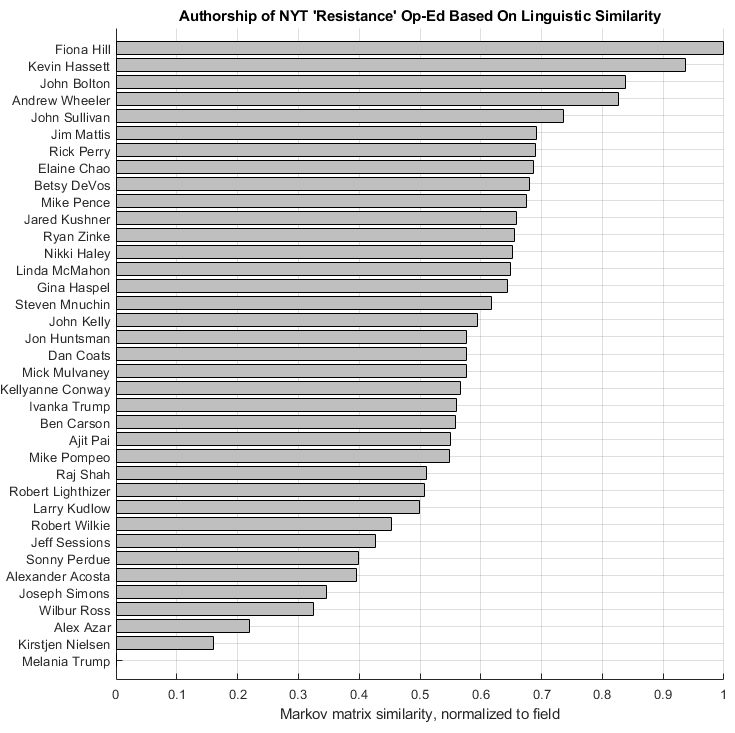 Authorship of NYT 'Resistance' Op-Ed Based On Linguistic Similarity
Fiona Hill
Kevin Hassett
John Bolton
Andrew Wheeler
John Sullivan
Jim Mattis
Rick Perry
Elaine Chao
Betsy DeVos
Mike Pence
Jared Kushner
Ryan Zinke
Nikki Haley
Linda McMahon
Gina Haspel
Steven Mnuchin
John Kelly
Jon Huntsman
Dan Coats
Mick Mulvaney
Kellyanne Conway
Ivanka Trump
Ben Carson
Ajit Pai
Mike Pompeo
Raj Shah
Robert Lighthizer
Larry Kudlow
Robert Wilkie
Jeff Sessions
Sonny Perdue
Alexander Acosta
Joseph Simons
Wilbur Ross
Alex Azar
Kirstjen Nielsen
Melania Trump
0 0.1 0.2 0.3 0.4 0.5 0.6 0.7 0.8 0.9 1
Markov matrix similarity, normalized to field